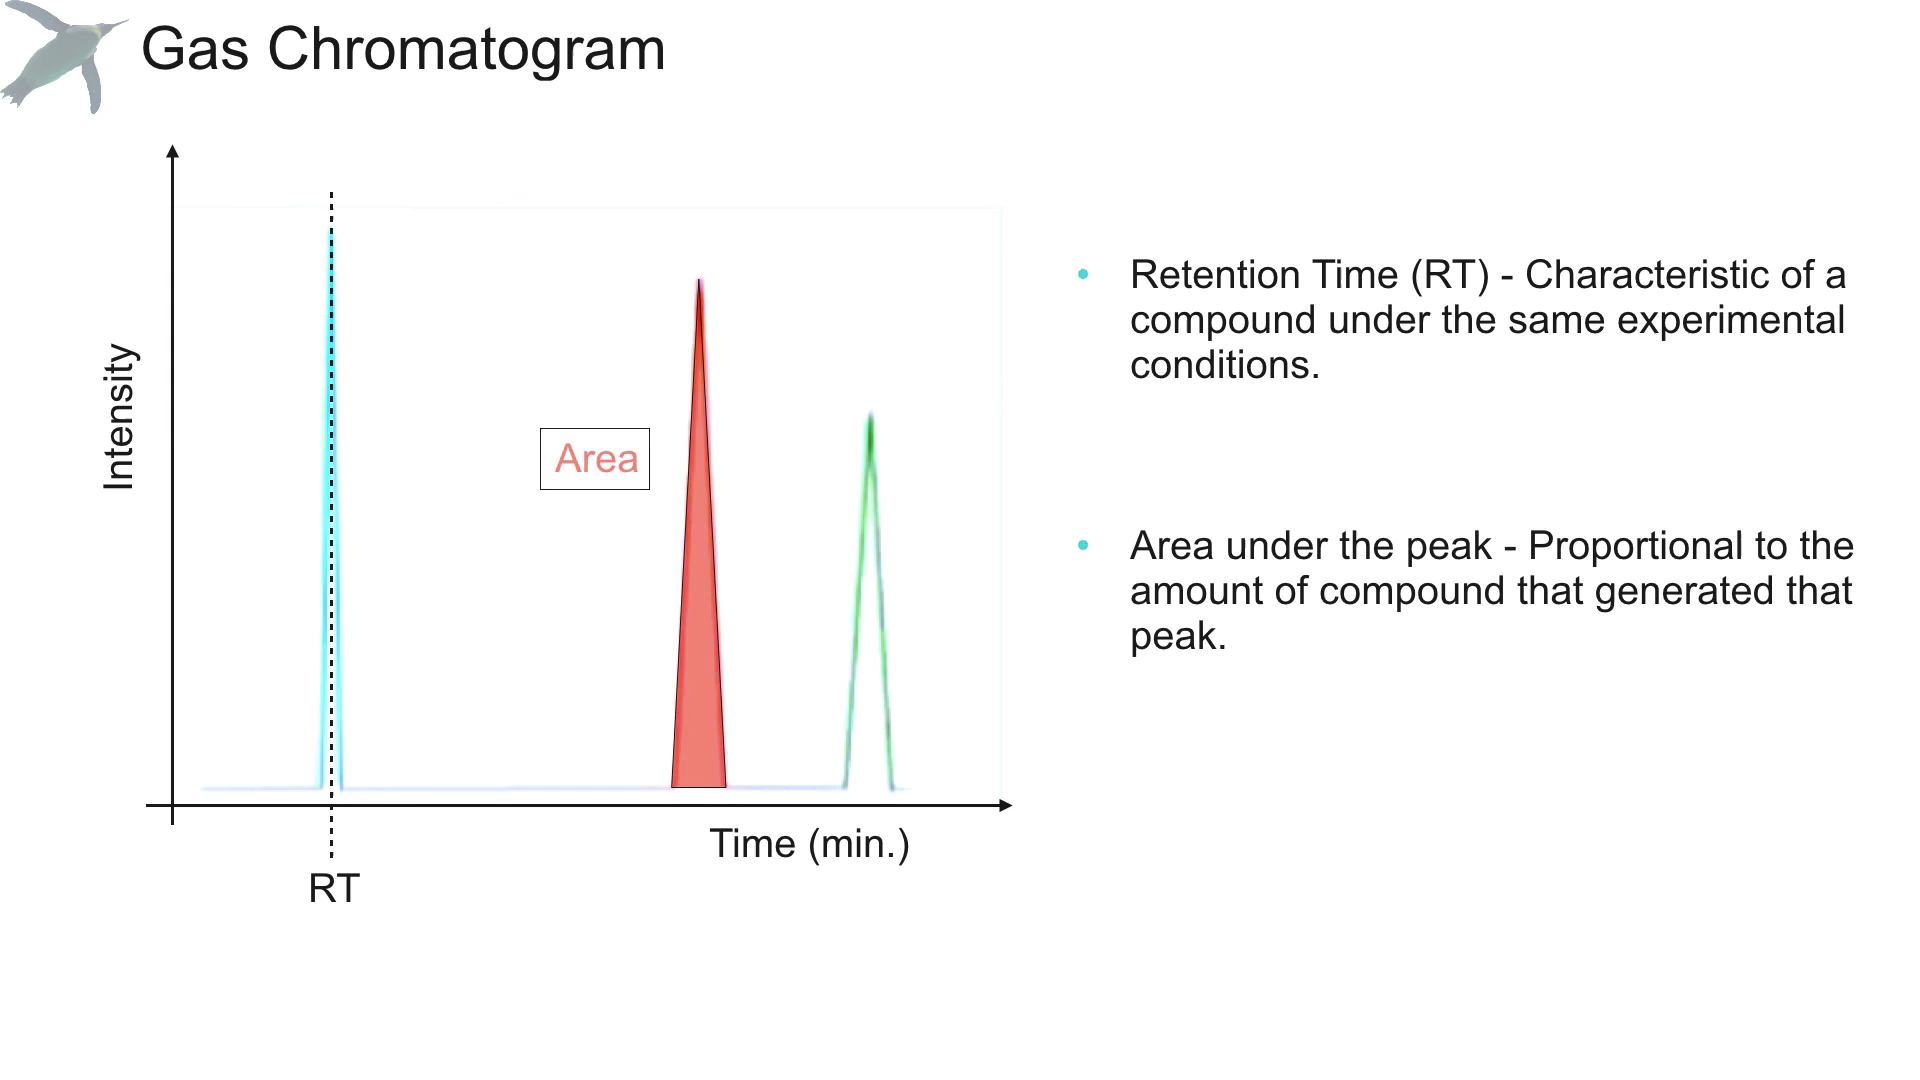 Gas Chromatogram
Intensity
Area
Time (min.)
RT
• Retention Time (RT) - Characteristic of a
compound under the same experimental
conditions.
• Area under the peak - Proportional to the
amount of compound that generated that
peak.